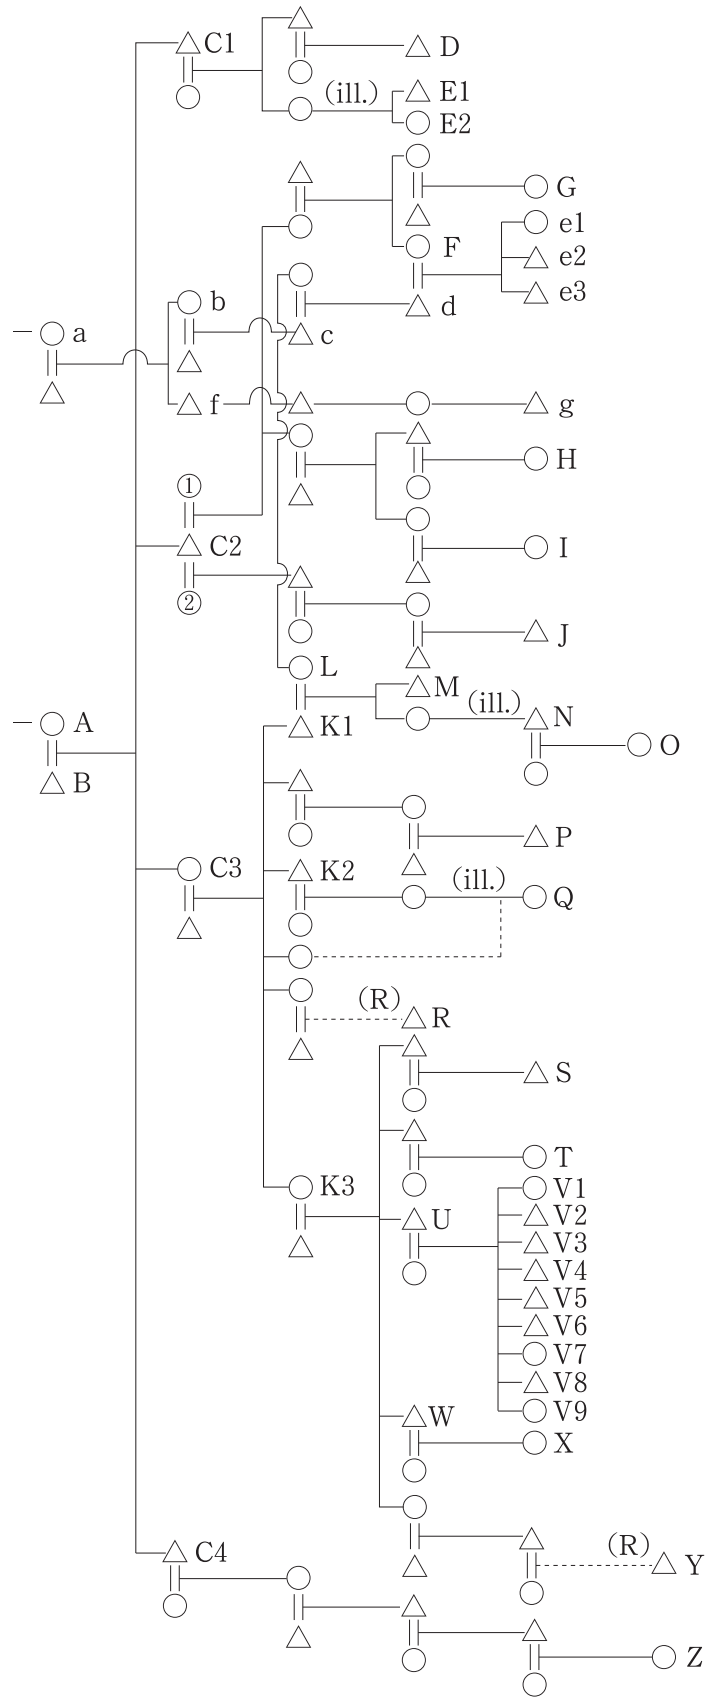 C1
D
(ill.)
E1
E2
G
F
e1
e2
e3
b
d
a
c
f
g
H
1
C2
I
2
J
L
M
(ill.)
N
A
K1
O
B
P
C3
K2
(ill.)
Q
(R)
R
S
T
K3
V1
U
V2
V3
V4
V5
V6
V7
V8
V9
W
X
C4
(R)
Y
Z